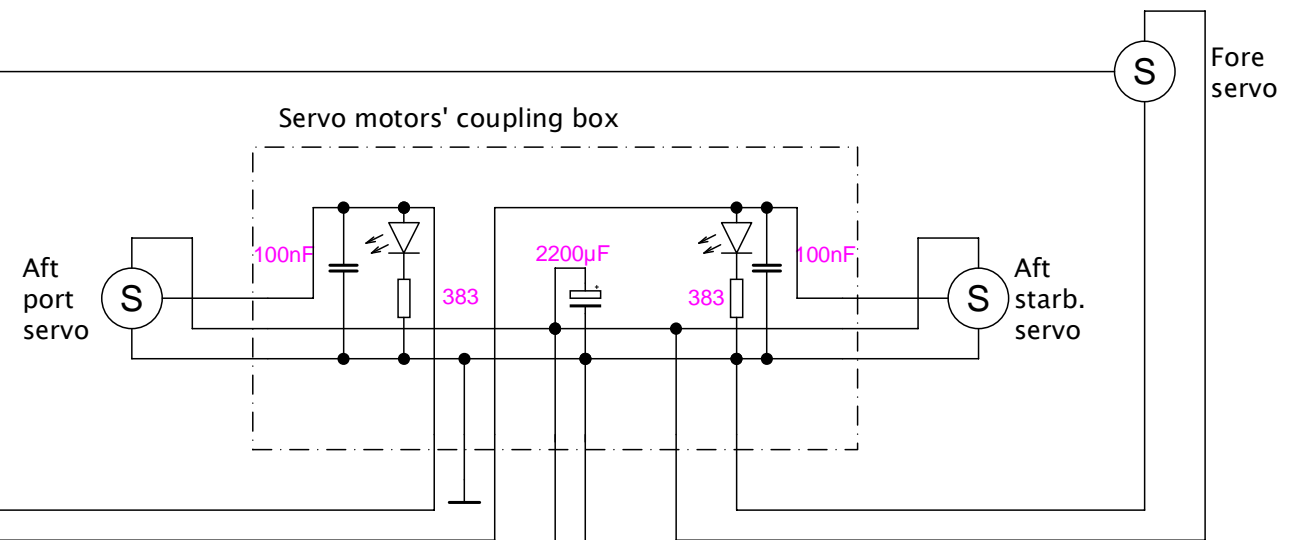 Fore
servo
S
Servo motors' coupling box
100nF
2200µF
100nF
Aft
port
servo
S
383
383
S
Aft
starb.
servo
+